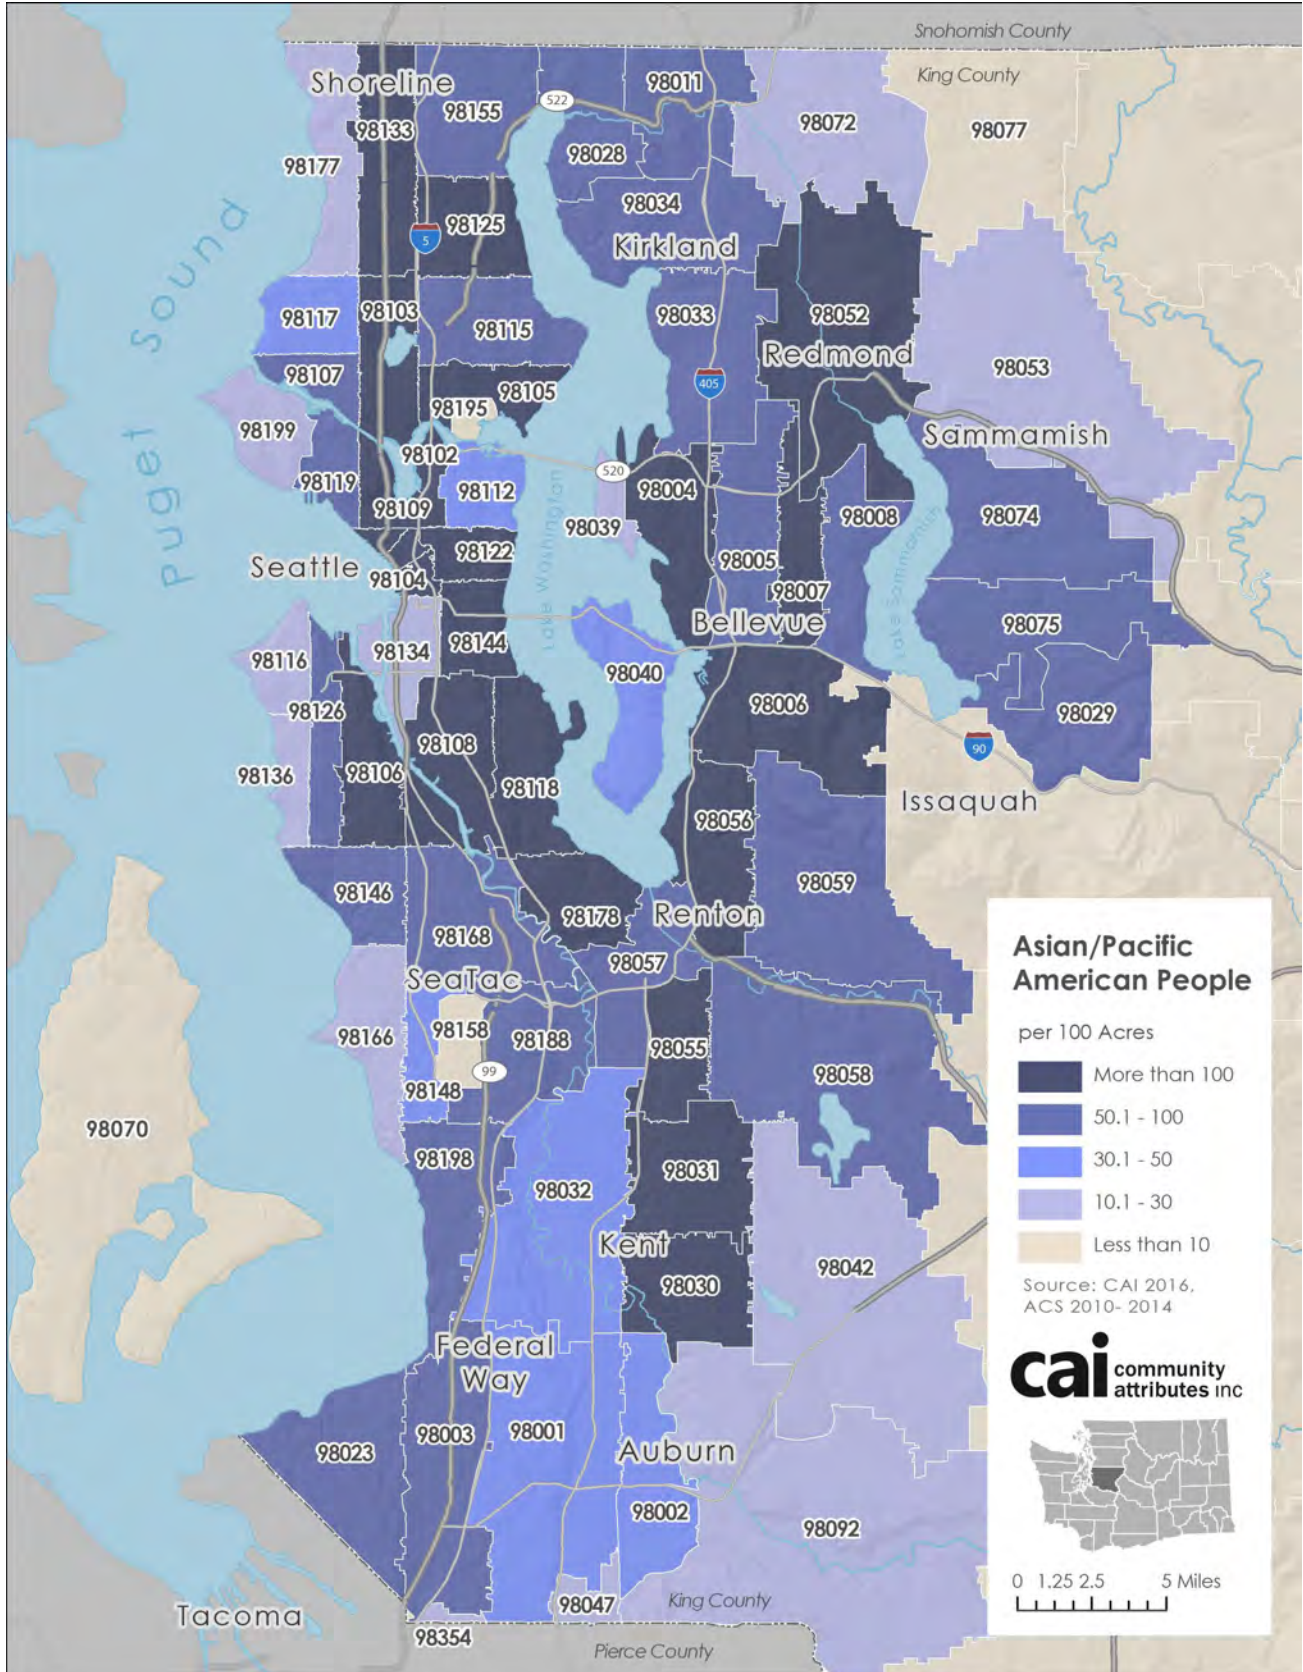 Snohomish County
King County
Shoreline
98011
98155
522
98072
98077
98133
98028
98177
98034
98125
Kirkland
5
Puget Sound
98117
98103
98115
98033
98052
Redmond
98107
98053
405
98105
98195
98199
Sammamish
98102
520
98119
98112
98004
98109
98008
98074
98039
Lake Washington
98122
98005
Lake Sammamish
Seattle
98104
98007
Bellevue
98075
98144
98134
98116
98040
98006
98126
98029
98108
90
98136
98106
98118
Issaquah
98056
98146
98059
98178
Renton
98168
98057
SeaTac
98166
98158
98188
98055
99
98058
98148
98070
98198
98031
98032
Kent
98042
98030
Federal
Way
98023
98003
98001
Auburn
98002
98092
98047
King County
Tacoma
98354
Pierce County
Asian/Pacific
American People
per 100 Acres
More than 100
50.1 - 100
30.1 - 50
10.1 - 30
Less than 10
Source: CAI 2016,
ACS 2010- 2014
cai community
attributes inc
0 1.25 2.5 5 Miles